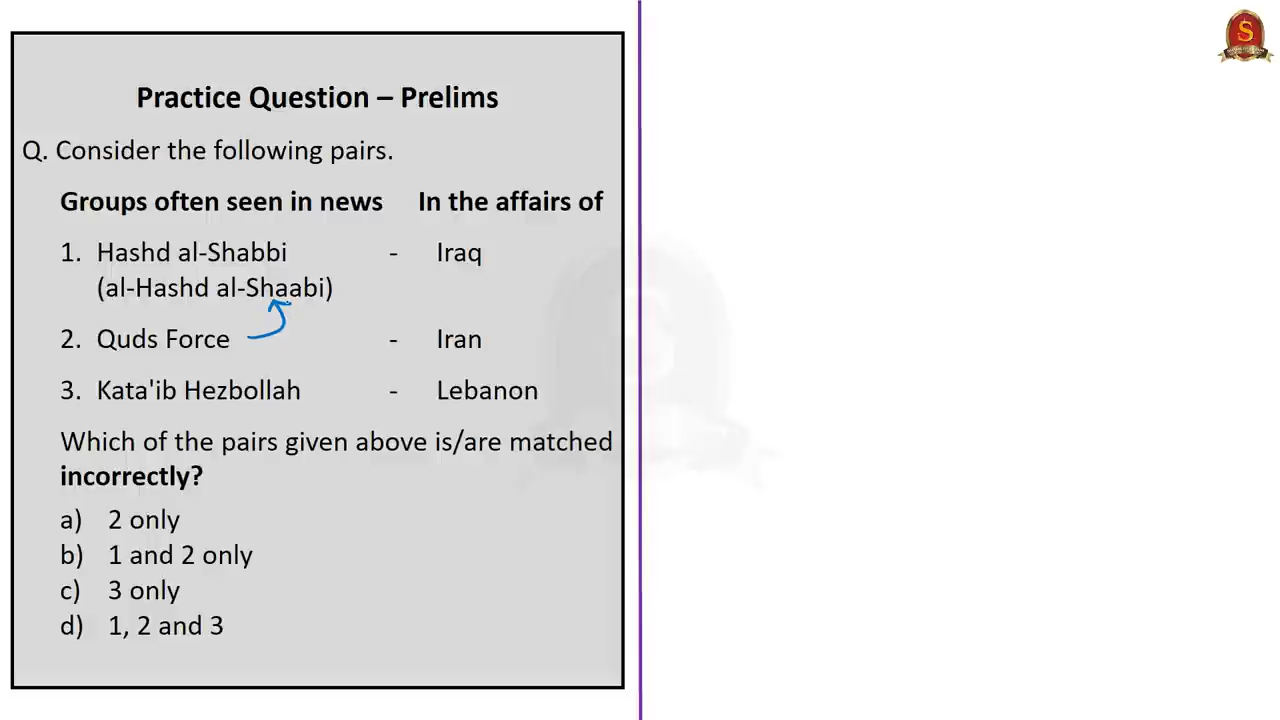 Practice Question – Prelims
Q. Consider the following pairs.
Groups often seen in news In the affairs of
1. Hashd al-Shabbi - Iraq
(al-Hashd al-Shaabi)
2. Quds Force - Iran
3. Kata'ib Hezbollah - Lebanon
Which of the pairs given above is/are matched
incorrectly?
a) 2 only
b) 1 and 2 only
c) 3 only
d) 1, 2 and 3
S